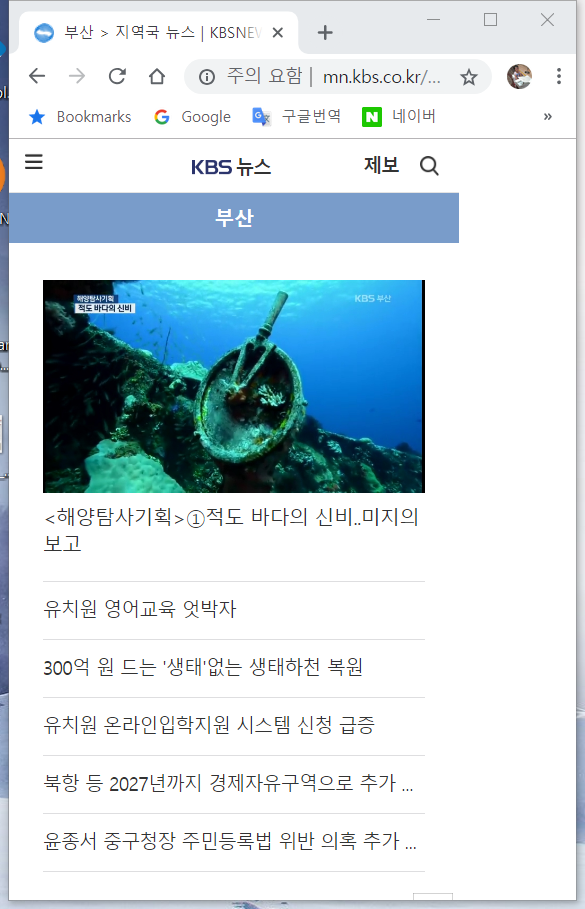 부산 > 지역국 뉴스 | KBSNEW
주의 요함 | mn.kbs.co.kr/...
Bookmarks Google 구글번역 네이버 »
KBS 뉴스 제보
부산
해양탐사기획
적도 바다의 신비
KBS 부산
<해양탐사기획>①적도 바다의 신비..미지의
보고
유치원 영어교육 엇박자
300억 원 드는 '생태'없는 생태하천 복원
유치원 온라인입학지원 시스템 신청 급증
북항 등 2027년까지 경제자유구역으로 추가 ...
윤종서 중구청장 주민등록법 위반 의혹 추가 ...